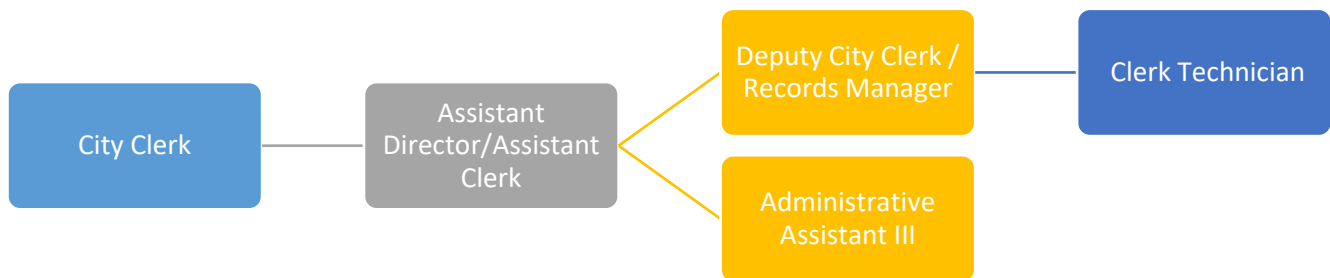 City Clerk
Assistant
Director/Assistant
Clerk
Deputy City Clerk /
Records Manager
Administrative
Assistant III
Clerk Technician